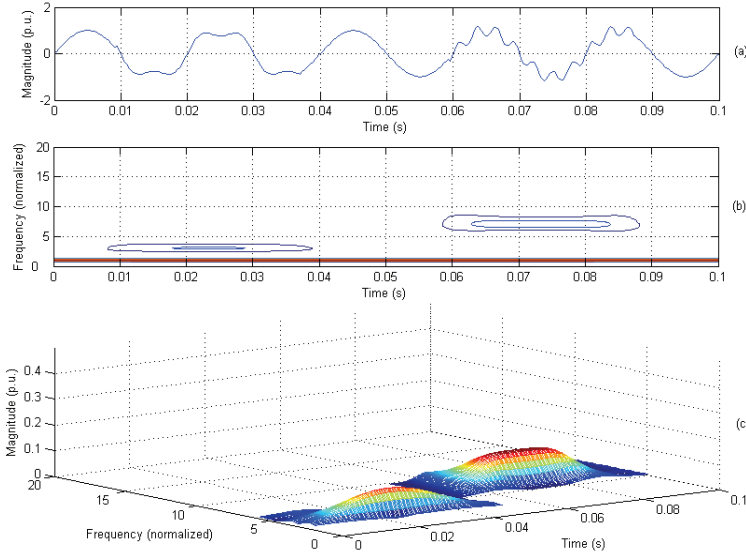 2
0
-2
Magnitude (p.u.)
0 0.01 0.02 0.03 0.04 0.05 0.06 0.07 0.08 0.09 0.1
Time (s)
(a)
20
15
10
5
0
Frequency (normalized)
0 0.01 0.02 0.03 0.04 0.05 0.06 0.07 0.08 0.09 0.1
Time (s)
(b)
0.4
0.3
0.2
0.1
0
Magnitude (p.u.)
20 15 10 5 0
Frequency (normalized)
0 0.02 0.04 0.06 0.08 0.1
Time (s)
(c